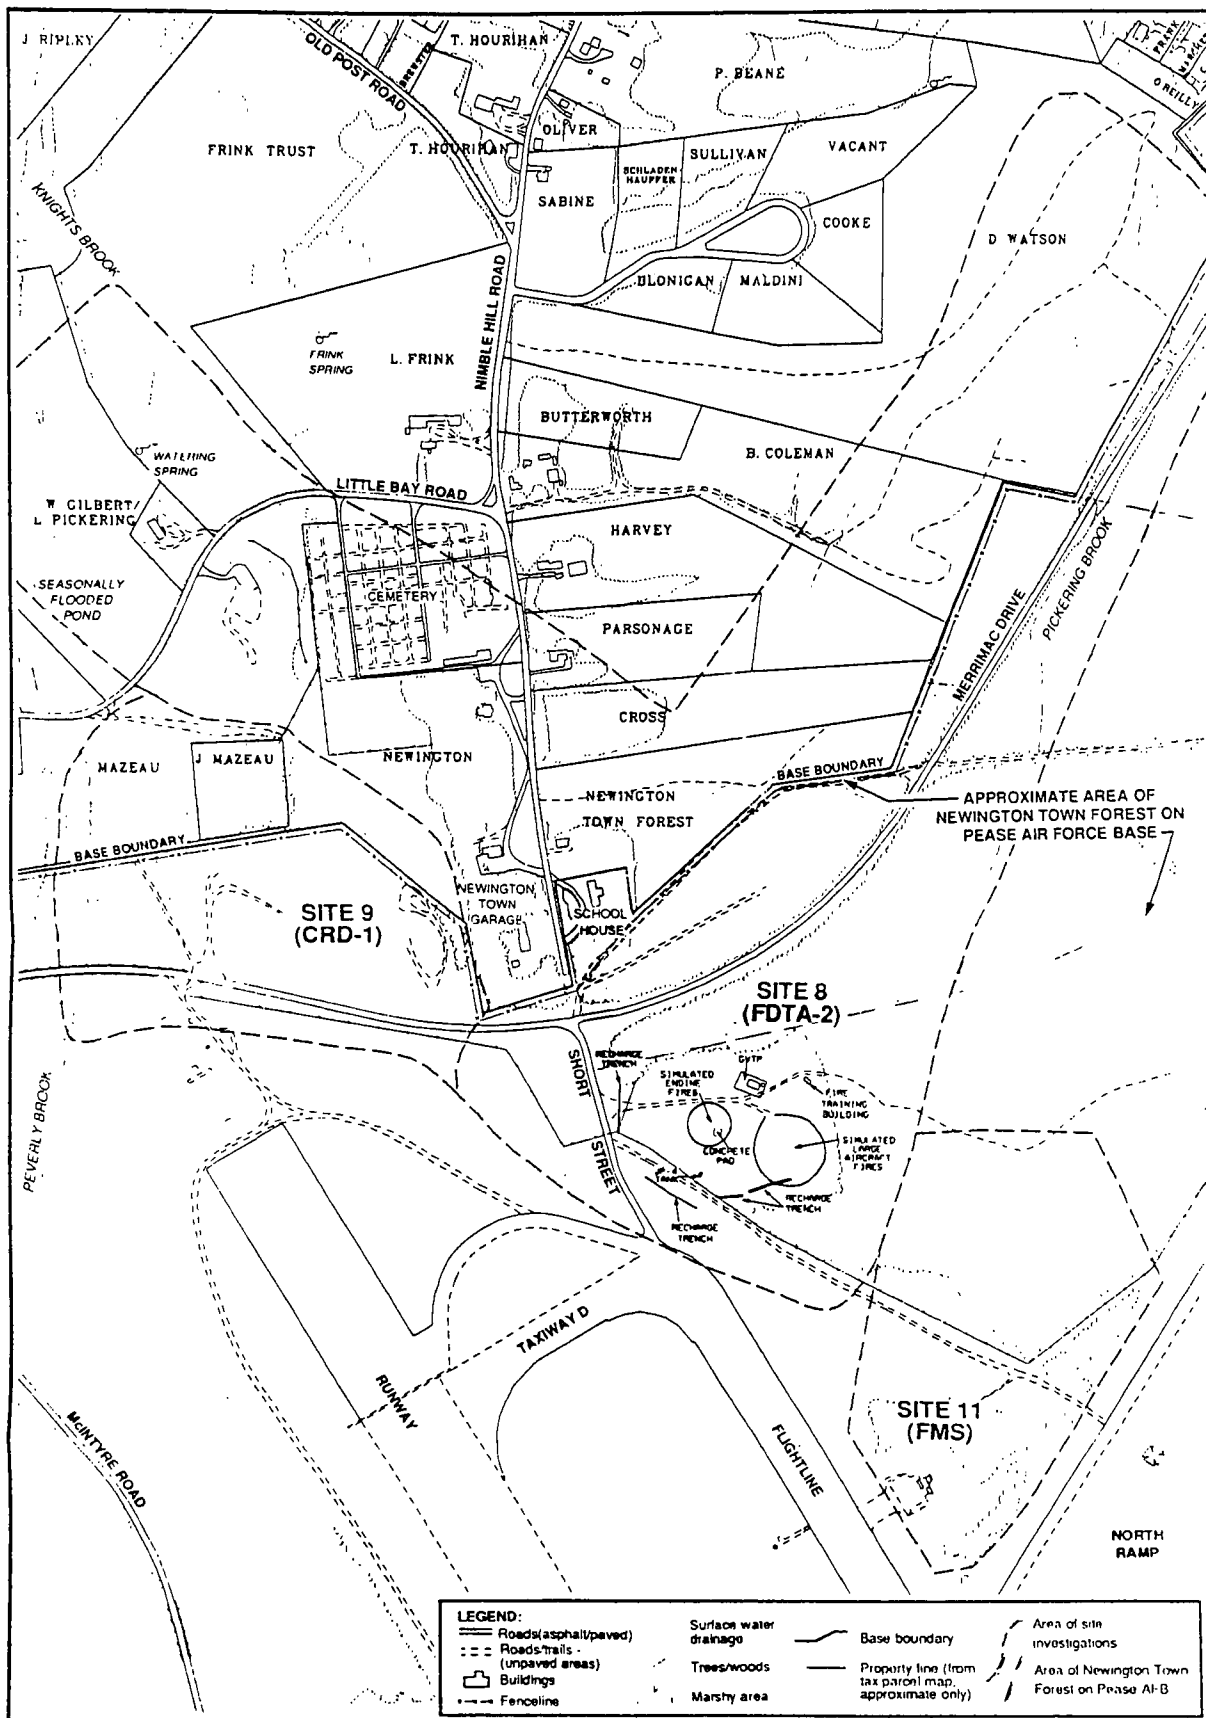 J RIPLEY
T. HOURIHAN
P. BEANE
FRANK
O REILLY
OLD POST ROAD
BREWSTER
FRINK TRUST
T. HOURIHAN
OLIVER
SCHLADEN
HAUFFER
SULLIVAN
VACANT
SABINE
COOKE
D WATSON
KNIGHTS BROOK
NIMBLE HILL ROAD
BLONIGAN
MALDINI
FRINK
SPRING
L. FRINK
BUTTERWORTH
B. COLEMAN
WATERING
SPRING
LITTLE BAY ROAD
W GILBERT/
L PICKERING
HARVEY
SEASONALLY
FLOODED
POND
CEMETERY
PARSONAGE
MERRIMAC DRIVE
PICKERING BROOK
CROSS
MAZEAU
J MAZEAU
NEWINGTON
BASE BOUNDARY
NEWINGTON
TOWN FOREST
APPROXIMATE AREA OF
NEWINGTON TOWN FOREST ON
PEASE AIR FORCE BASE
BASE BOUNDARY
SITE 9
(CRD-1)
NEWINGTON
TOWN
GARAGE
SCHOOL
HOUSE
SITE 8
(FDTA-2)
RECHARGE
TRENCH
SIMULATED
ENGINE
FIRES
GWTP
FIRE
TRAINING
BUILDING
SHORT STREET
CONCRETE
PAD
SIMULATED
LARGE
AIRCRAFT
FIRES
TANK
RECHARGE
TRENCH
RECHARGE
TRENCH
PEVERLY BROOK
TAXIWAY D
RUNWAY
McINTYRE ROAD
FLIGHTLINE
SITE 11
(FMS)
NORTH
RAMP
LEGEND:
Roads(asphalt/paved)
Roads/trails -
(unpaved areas)
Buildings
Fenceline
Surface water
drainage
Trees/woods
Marshy area
Base boundary
Property line (from
tax parcel map,
approximate only)
Area of site
investigations
Area of Newington Town
Forest on Pease AFB